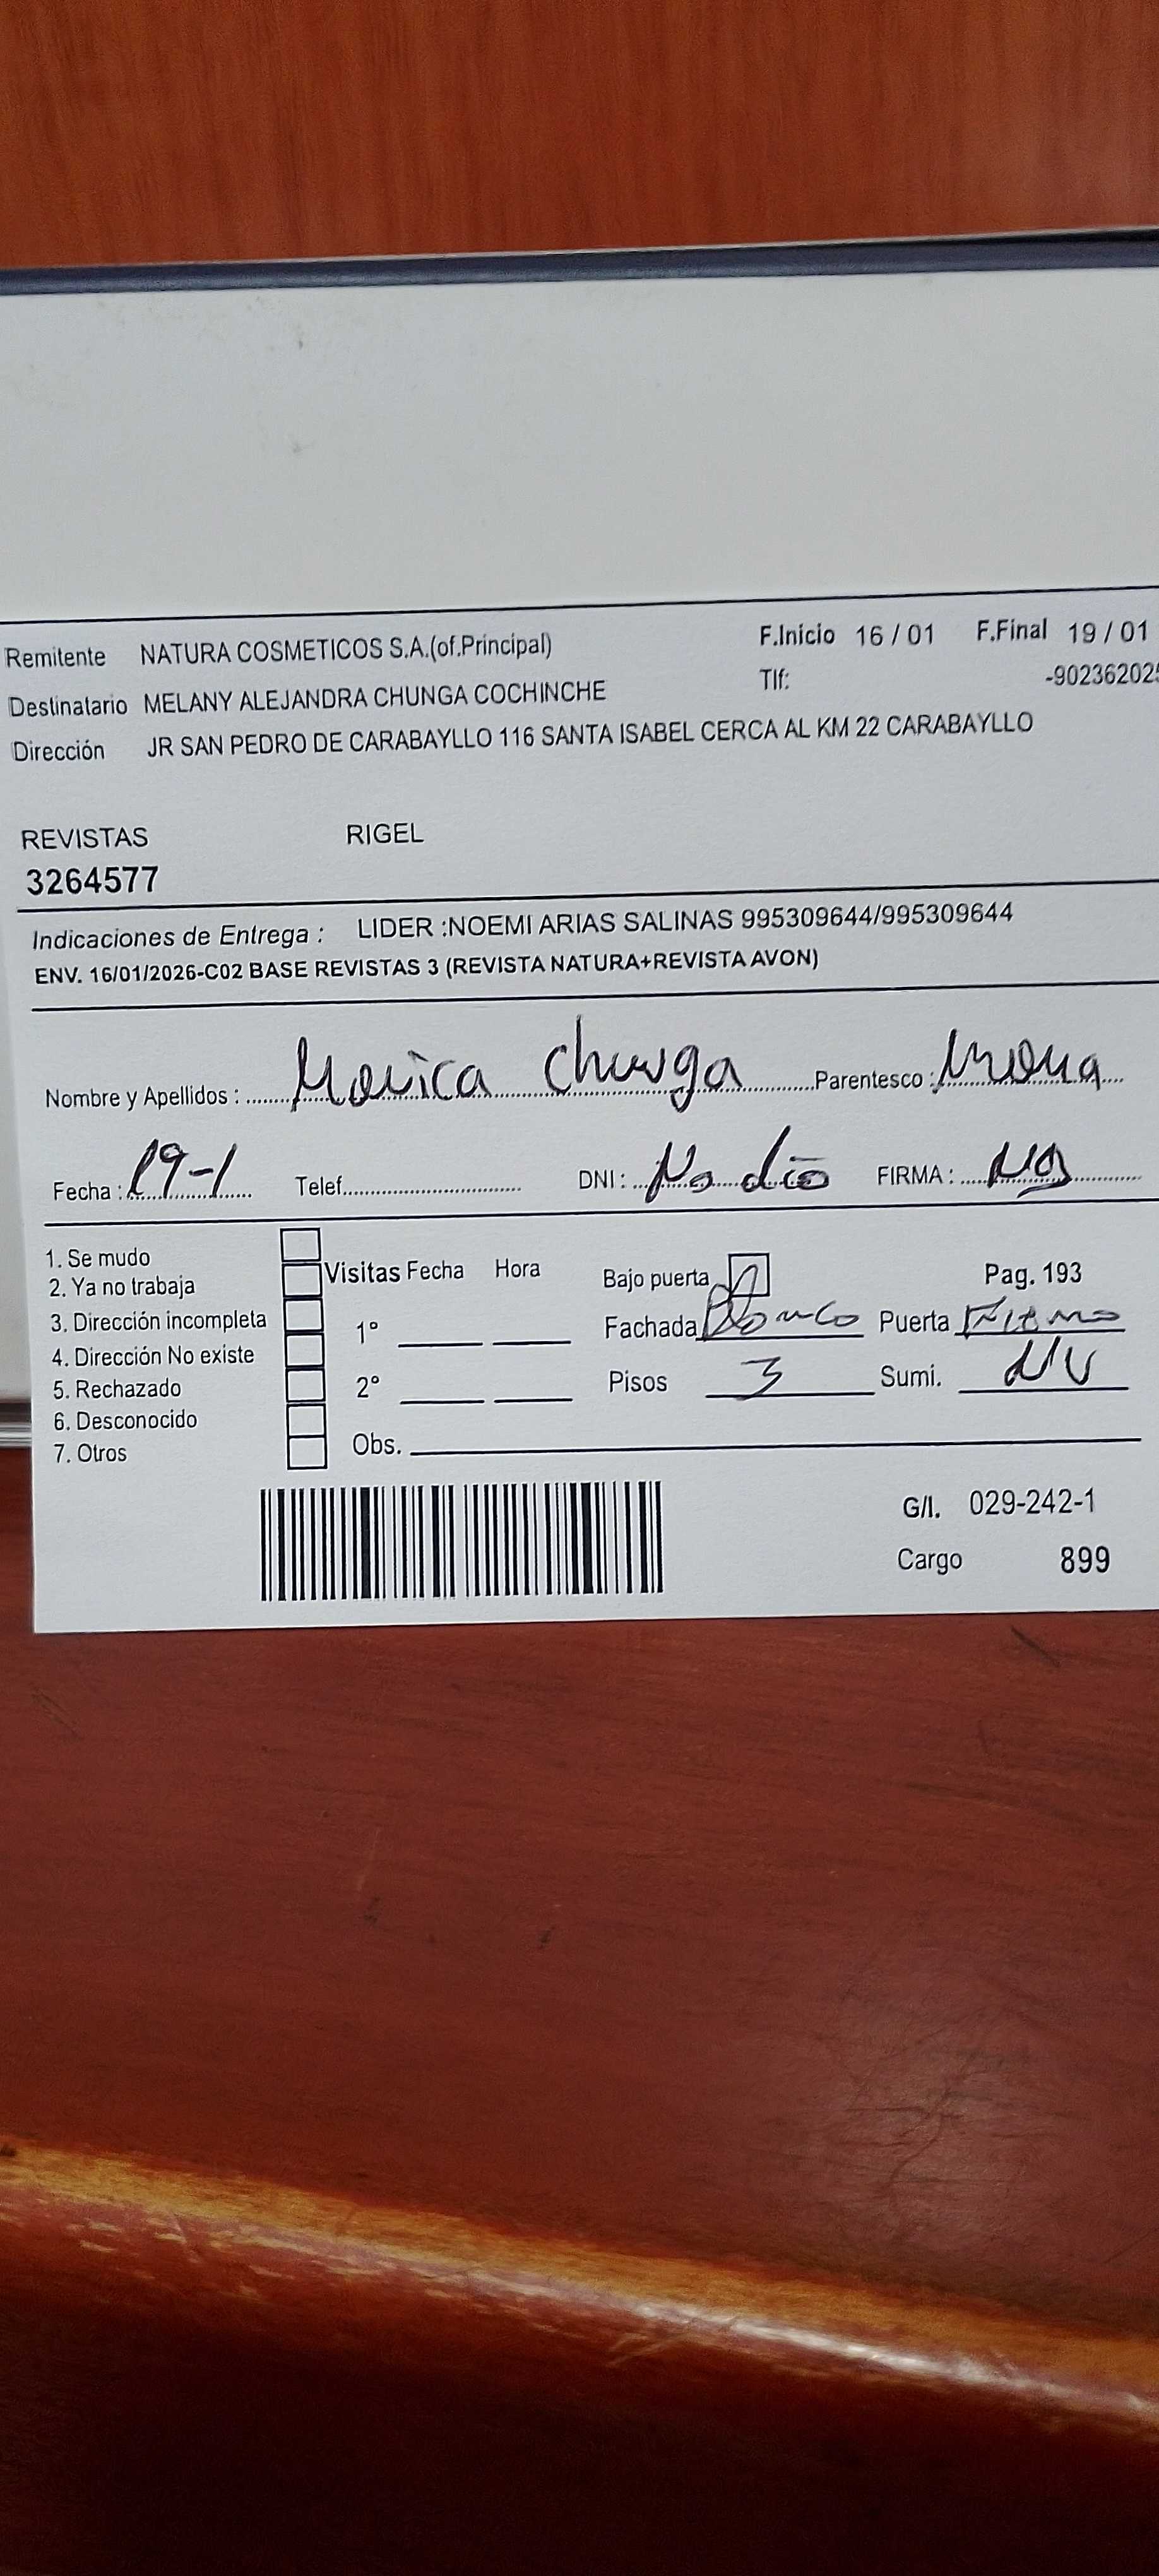 Remitente NATURA COSMETICOS S.A.(of.Principal) F.Inicio 16 / 01 F.Final 19 / 01
Destinatario MELANY ALEJANDRA CHUNGA COCHINCHE Tlf: -902362025
Dirección JR SAN PEDRO DE CARABAYLLO 116 SANTA ISABEL CERCA AL KM 22 CARABAYLLO
REVISTAS RIGEL
3264577
Indicaciones de Entrega : LIDER :NOEMI ARIAS SALINAS 995309644/995309644
ENV. 16/01/2026-C02 BASE REVISTAS 3 (REVISTA NATURA+REVISTA AVON)
Nombre y Apellidos : Monica Chunga Parentesco :
Fecha : 19-1 Telef. DNI : No dio FIRMA :
1. Se mudo
2. Ya no trabaja Visitas Fecha Hora Bajo puerta Pag. 193
3. Dirección incompleta 1° Fachada Blanco Puerta Fierro
4. Dirección No existe
5. Rechazado 2° Pisos 3 Sumi.
6. Desconocido
7. Otros Obs.
G/I. 029-242-1
Cargo 899